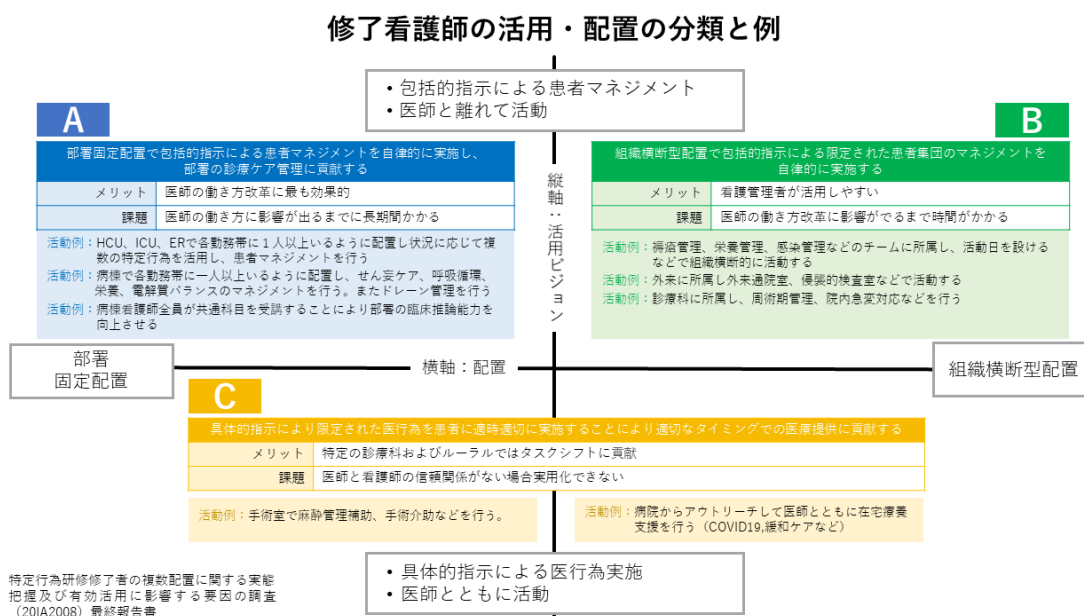 修了看護師の活用・配置の分類と例
• 包括的指示による患者マネジメント
• 医師と離れて活動
A
部署固定配置で包括的指示による患者マネジメントを自律的に実施し、
部署の診療ケア管理に貢献する
メリット 医師の働き方改革に最も効果的
課題 医師の働き方に影響が出るまでに長期間かかる
活動例：HCU、ICU、ERで各勤務帯に１人以上いるように配置し状況に応じて複
数の特定行為を活用し、患者マネジメントを行う
活動例：病棟で各勤務帯に一人以上いるように配置し、せん妄ケア、呼吸循環、
栄養、電解質バランスのマネジメントを行う。またドレーン管理を行う
活動例：病棟看護師全員が共通科目を受講することにより部署の臨床推論能力を
向上させる
縦軸：活用ビジョン
B
組織横断型配置で包括的指示による限定された患者集団のマネジメントを
自律的に実施する
メリット 看護管理者が活用しやすい
課題 医師の働き方改革に影響がでるまで時間がかかる
活動例：褥瘡管理、栄養管理、感染管理などのチームに所属し、活動日を設ける
などで組織横断的に活動する
活動例：外来に所属し外来通院室、侵襲的検査室などで活動する
活動例：診療科に所属し、周術期管理、院内急変対応などを行う
部署
固定配置
横軸：配置
組織横断型配置
C
具体的指示により限定された医行為を患者に適時適切に実施することにより適切なタイミングでの医療提供に貢献する
メリット 特定の診療科およびルーラルではタスクシフトに貢献
課題 医師と看護師の信頼関係がない場合実用化できない
活動例：手術室で麻酔管理補助、手術介助などを行う。
活動例：病院からアウトリーチして医師とともに在宅療養
支援を行う（COVID19,緩和ケアなど）
• 具体的指示による医行為実施
• 医師とともに活動
特定行為研修修了者の複数配置に関する実態
把握及び有効活用に影響する要因の調査
（20IA2008）最終報告書